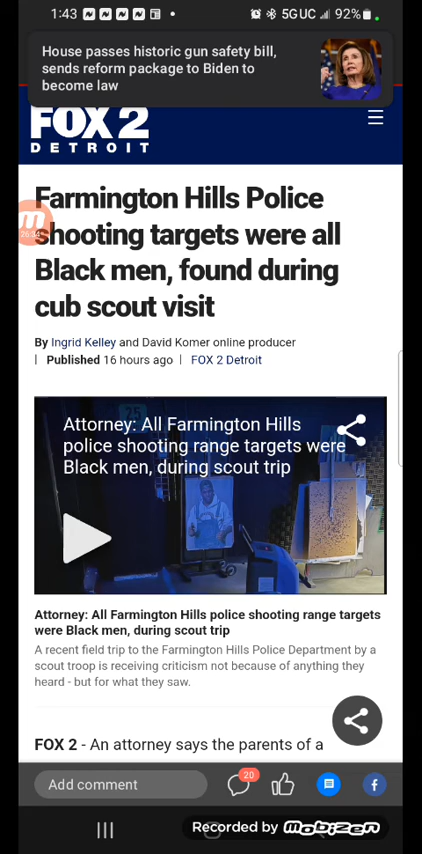 1:43
5GUC 92%
House passes historic gun safety bill,
sends reform package to Biden to
become law
FOX 2
DETROIT
Farmington Hills Police
shooting targets were all
Black men, found during
cub scout visit
26:34
By Ingrid Kelley and David Komer online producer
| Published 16 hours ago | FOX 2 Detroit
25
Attorney: All Farmington Hills
police shooting range targets were
Black men, during scout trip
Attorney: All Farmington Hills police shooting range targets
were Black men, during scout trip
A recent field trip to the Farmington Hills Police Department by a
scout troop is receiving criticism not because of anything they
heard - but for what they saw.
FOX 2 - An attorney says the parents of a
Add comment
20
Recorded by mobizen